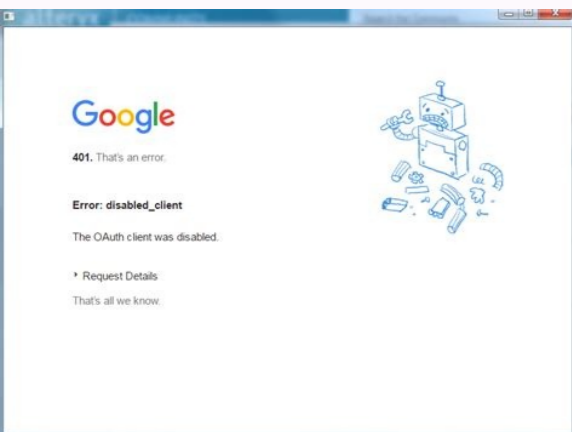 Google
401. That's an error.
Error: disabled_client
The OAuth client was disabled.
Request Details
That's all we know.